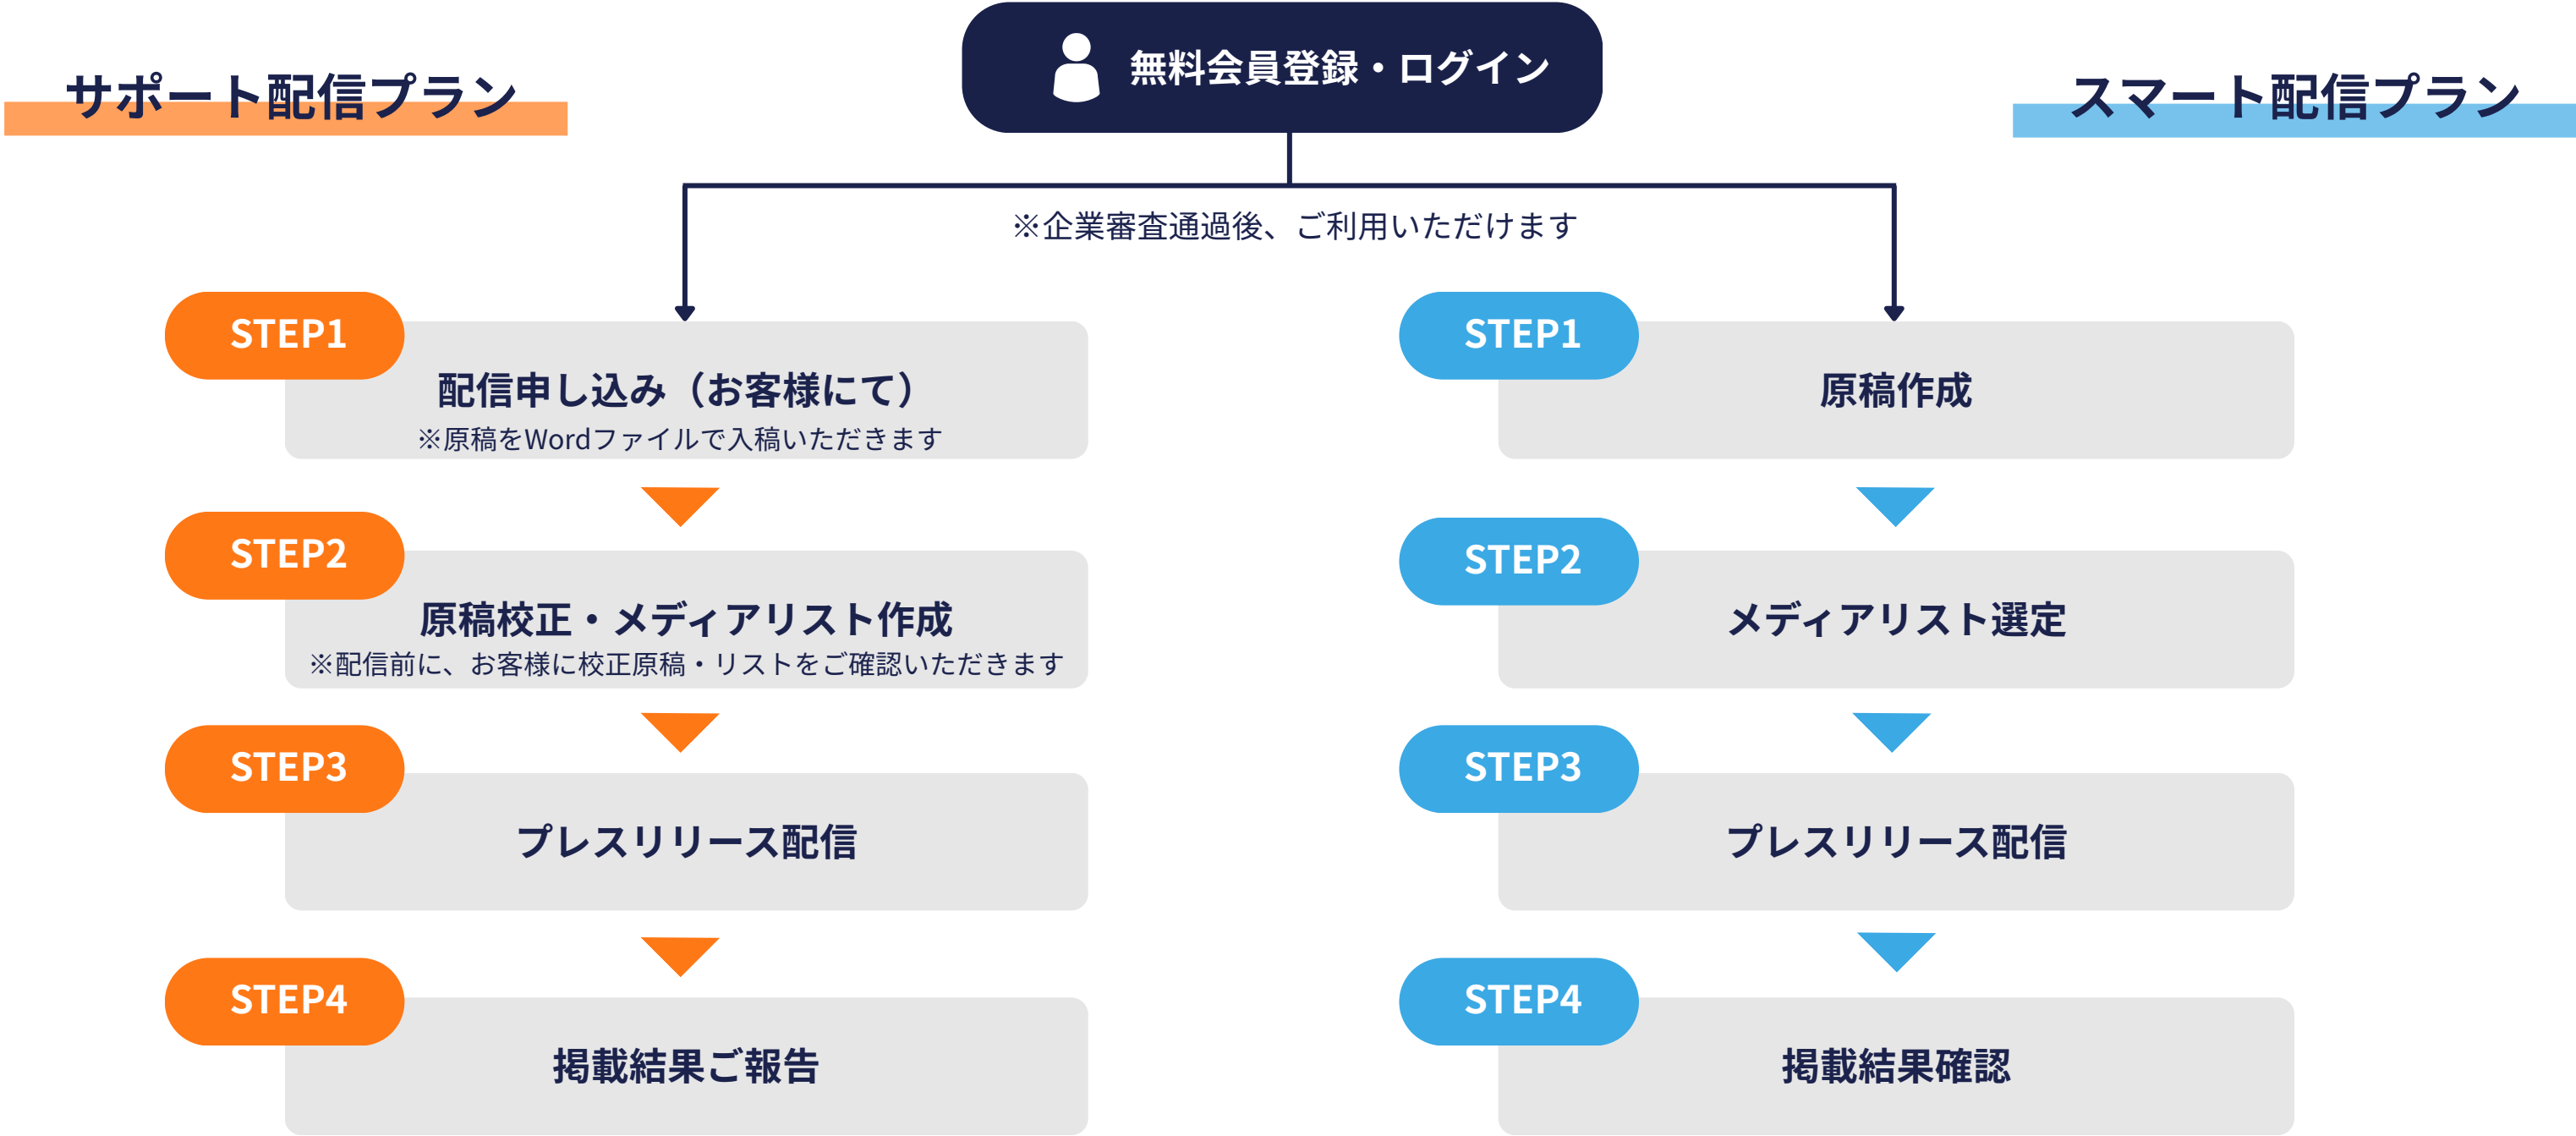 無料会員登録・ログイン
※企業審査通過後、ご利用いただけます
サポート配信プラン
STEP1
配信申し込み（お客様にて）
※原稿をWordファイルで入稿いただきます
STEP2
原稿校正・メディアリスト作成
※配信前に、お客様に校正原稿・リストをご確認いただきます
STEP3
プレスリリース配信
STEP4
掲載結果ご報告
スマート配信プラン
STEP1
原稿作成
STEP2
メディアリスト選定
STEP3
プレスリリース配信
STEP4
掲載結果確認